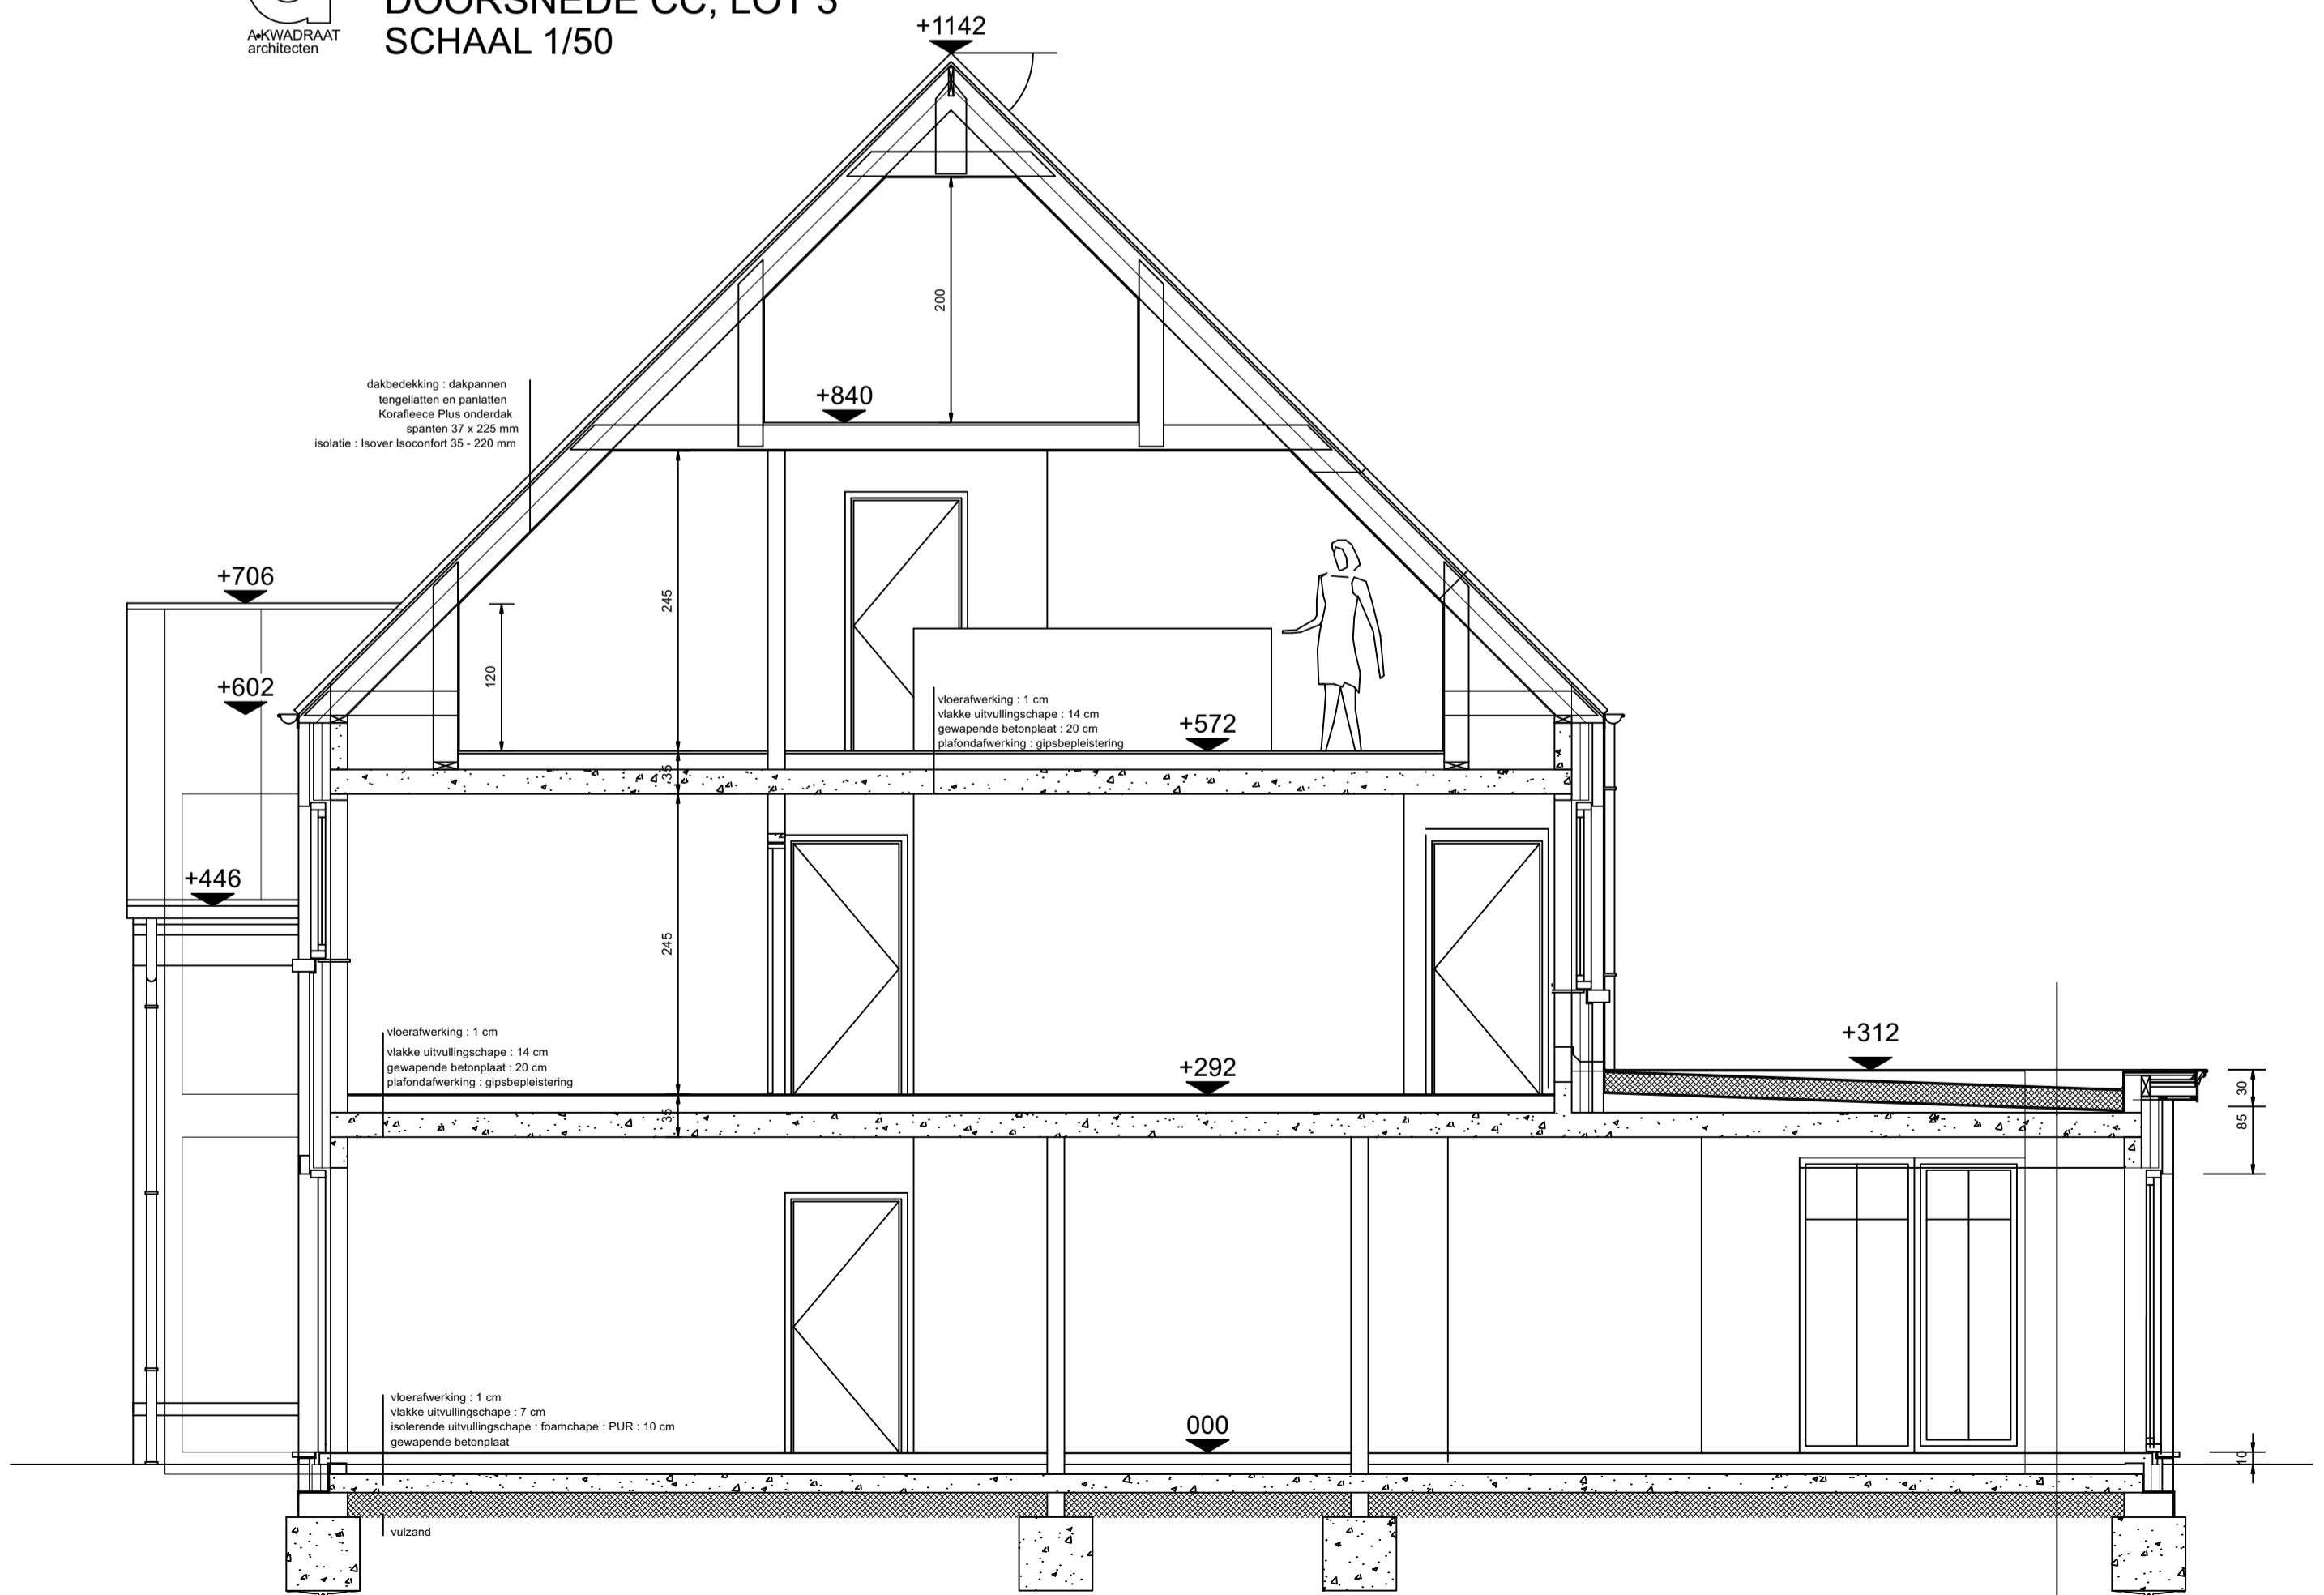 DOORSNEDE CC, LOT 3
A•KWADRAAT
architecten
SCHAAL 1/50
+1142
200
+840
dakbedekking : dakpannen
tengellatten en panlatten
Korafleece Plus onderdak
spanten 37 x 225 mm
isolatie : Isover Isoconfort 35 - 220 mm
+706
245
120
+602
vloerafwerking : 1 cm
vlakke uitvullingschape : 14 cm
gewapende betonplaat : 20 cm
plafondafwerking : gipsbepleistering
+572
35
+446
245
vloerafwerking : 1 cm
vlakke uitvullingschape : 14 cm
gewapende betonplaat : 20 cm
plafondafwerking : gipsbepleistering
+292
+312
30
85
35
vloerafwerking : 1 cm
vlakke uitvullingschape : 7 cm
isolerende uitvullingschape : foamchape : PUR : 10 cm
gewapende betonplaat
000
10
vulzand